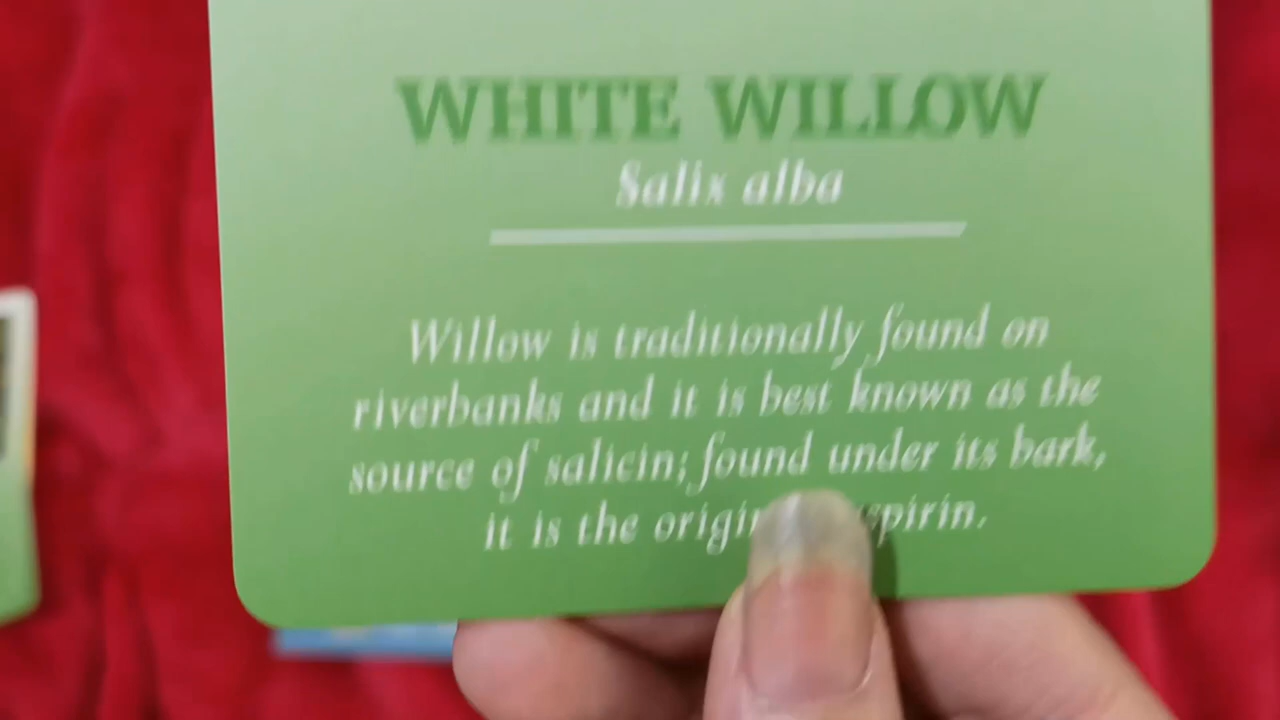 WHITE WILLOW
Salix alba
Willow is traditionally found on
riverbanks and it is best known as the
source of salicin; found under its bark,
it is the